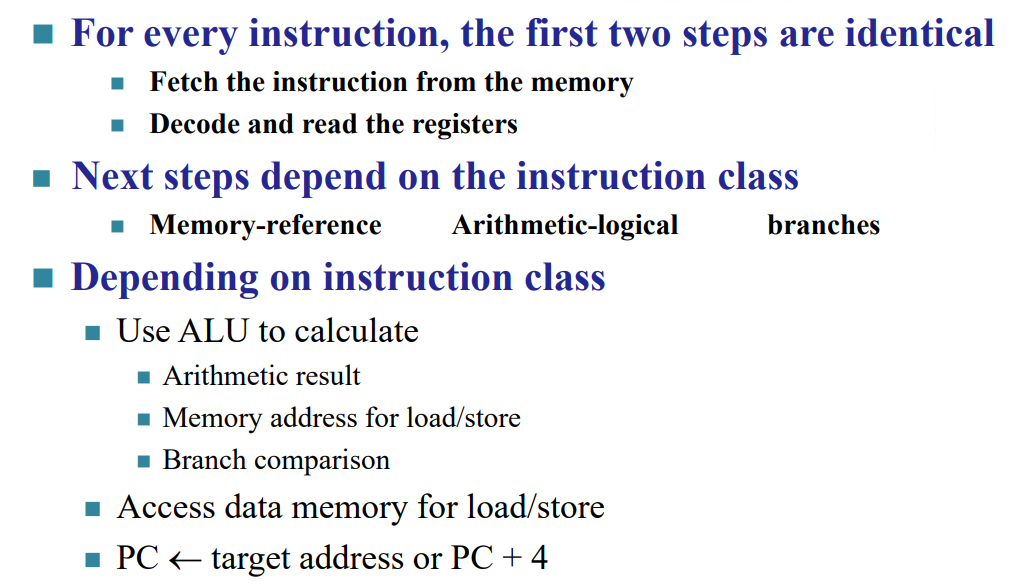 For every instruction, the first two steps are identical
Fetch the instruction from the memory
Decode and read the registers
Next steps depend on the instruction class
Memory-reference Arithmetic-logical branches
Depending on instruction class
Use ALU to calculate
Arithmetic result
Memory address for load/store
Branch comparison
Access data memory for load/store
PC ← target address or PC + 4